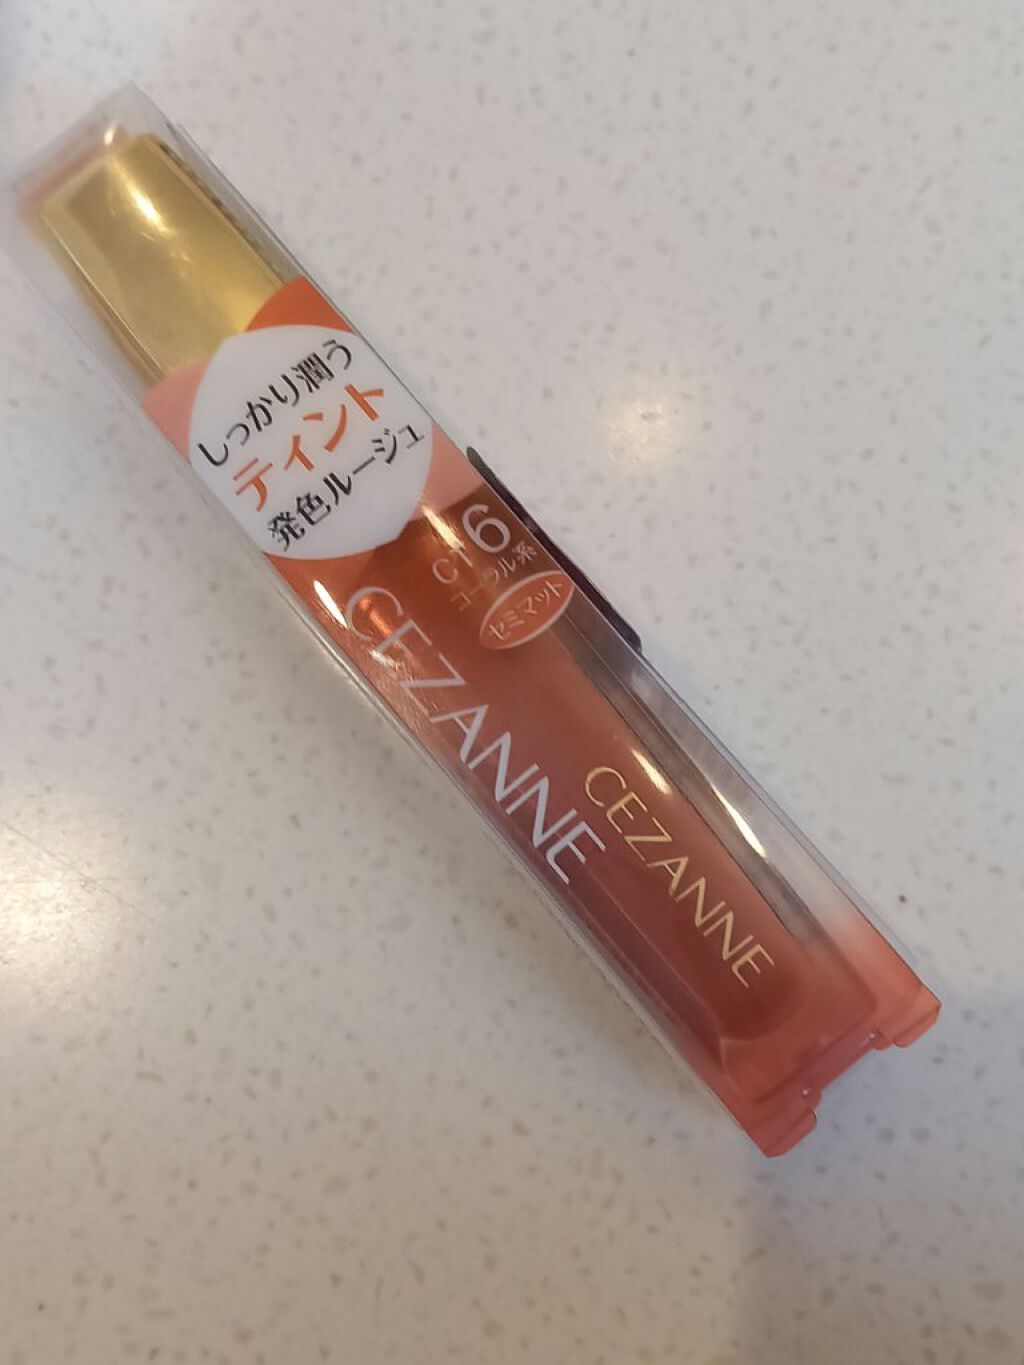 しっかり潤う
ティント
発色ルージュ
CT6
コーラル系
セミマット
CEZANNE
CEZANNE